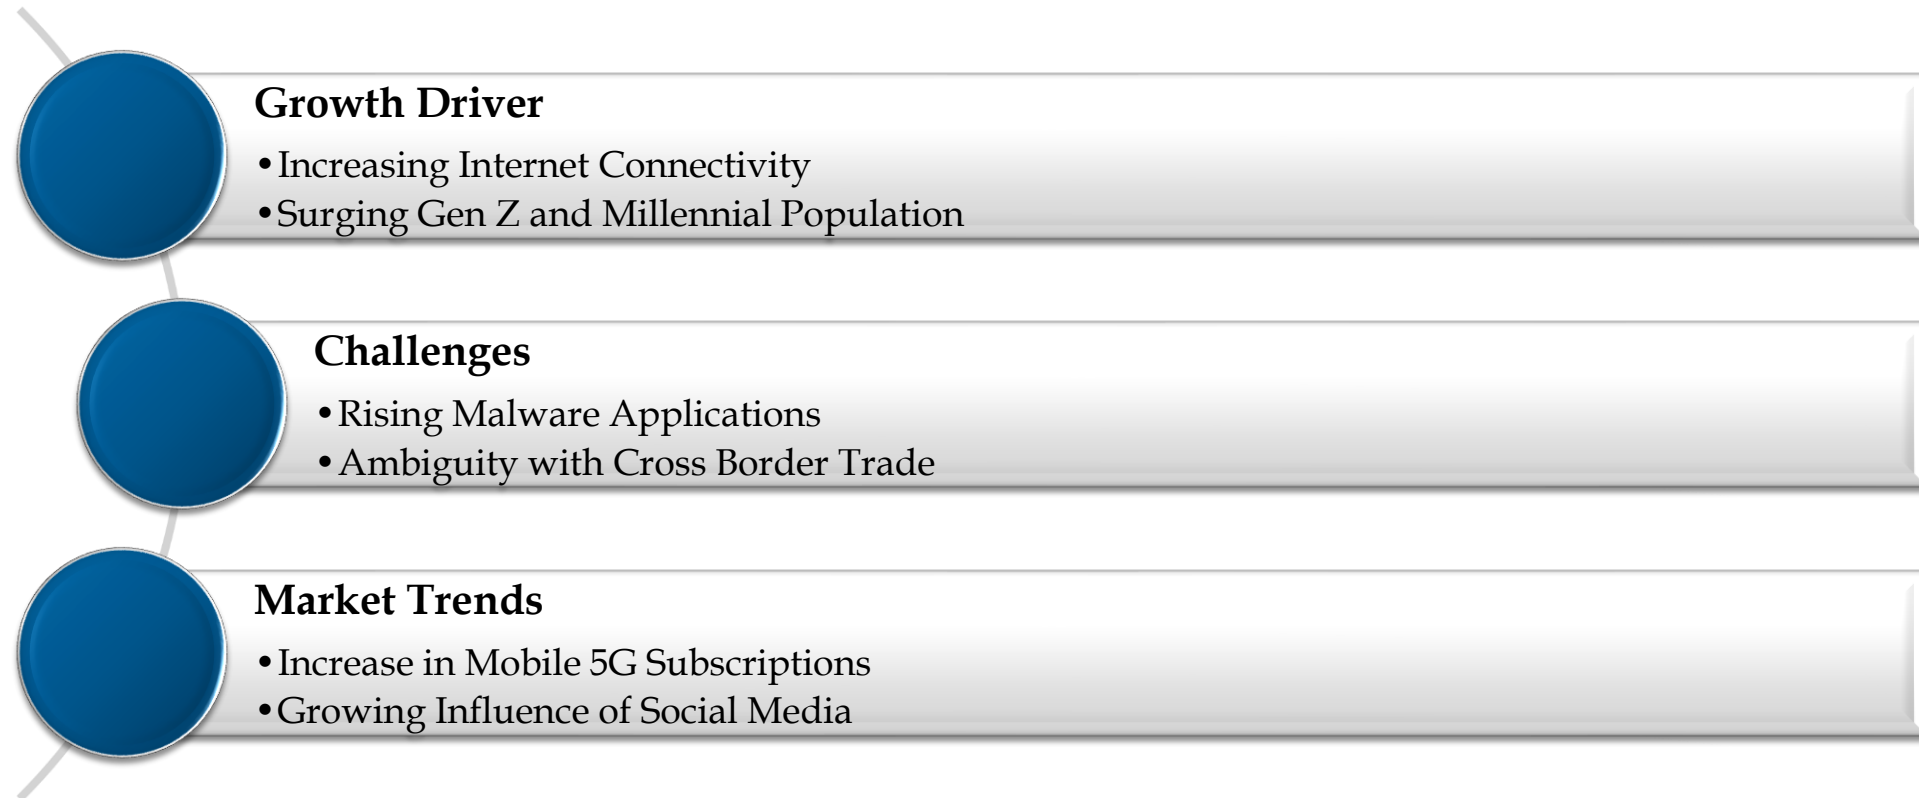 Growth Driver
•Increasing Internet Connectivity
•Surging Gen Z and Millennial Population
Challenges
•Rising Malware Applications
•Ambiguity with Cross Border Trade
Market Trends
•Increase in Mobile 5G Subscriptions
•Growing Influence of Social Media